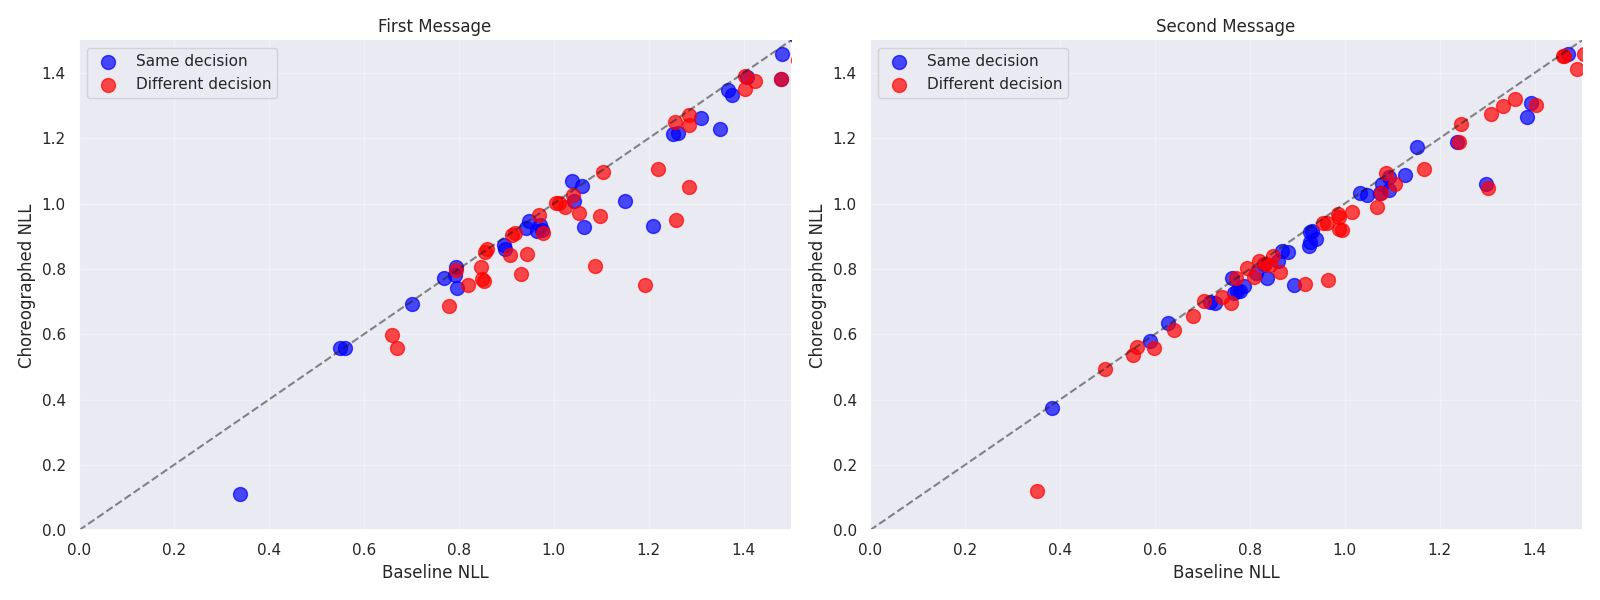 First Message
Same decision
Different decision
1.4
1.2
1.0
0.8
0.6
0.4
0.2
0.0
Choreographed NLL
0.0 0.2 0.4 0.6 0.8 1.0 1.2 1.4
Baseline NLL
Second Message
Same decision
Different decision
1.4
1.2
1.0
0.8
0.6
0.4
0.2
0.0
Choreographed NLL
0.0 0.2 0.4 0.6 0.8 1.0 1.2 1.4
Baseline NLL